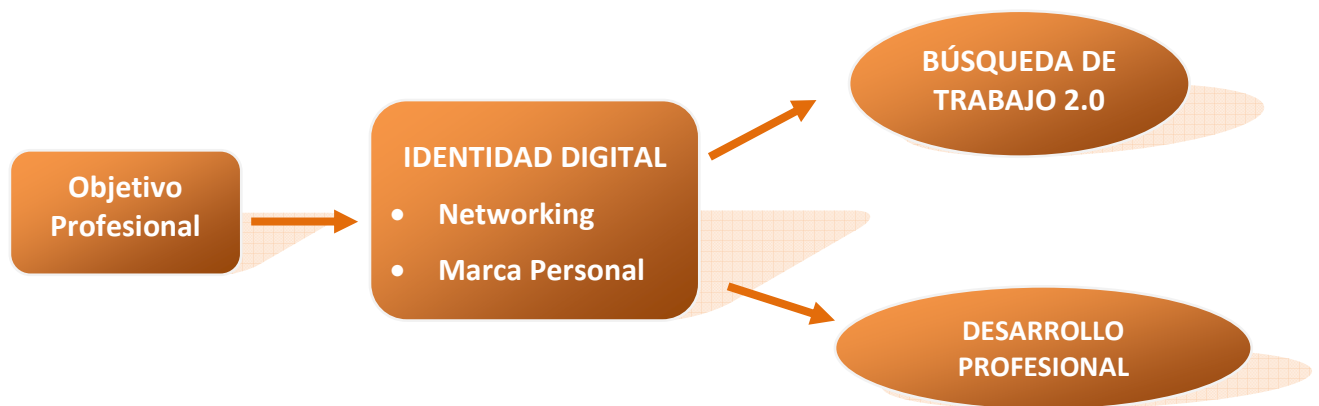 Objetivo
Profesional
IDENTIDAD DIGITAL
• Networking
• Marca Personal
BÚSQUEDA DE
TRABAJO 2.0
DESARROLLO
PROFESIONAL